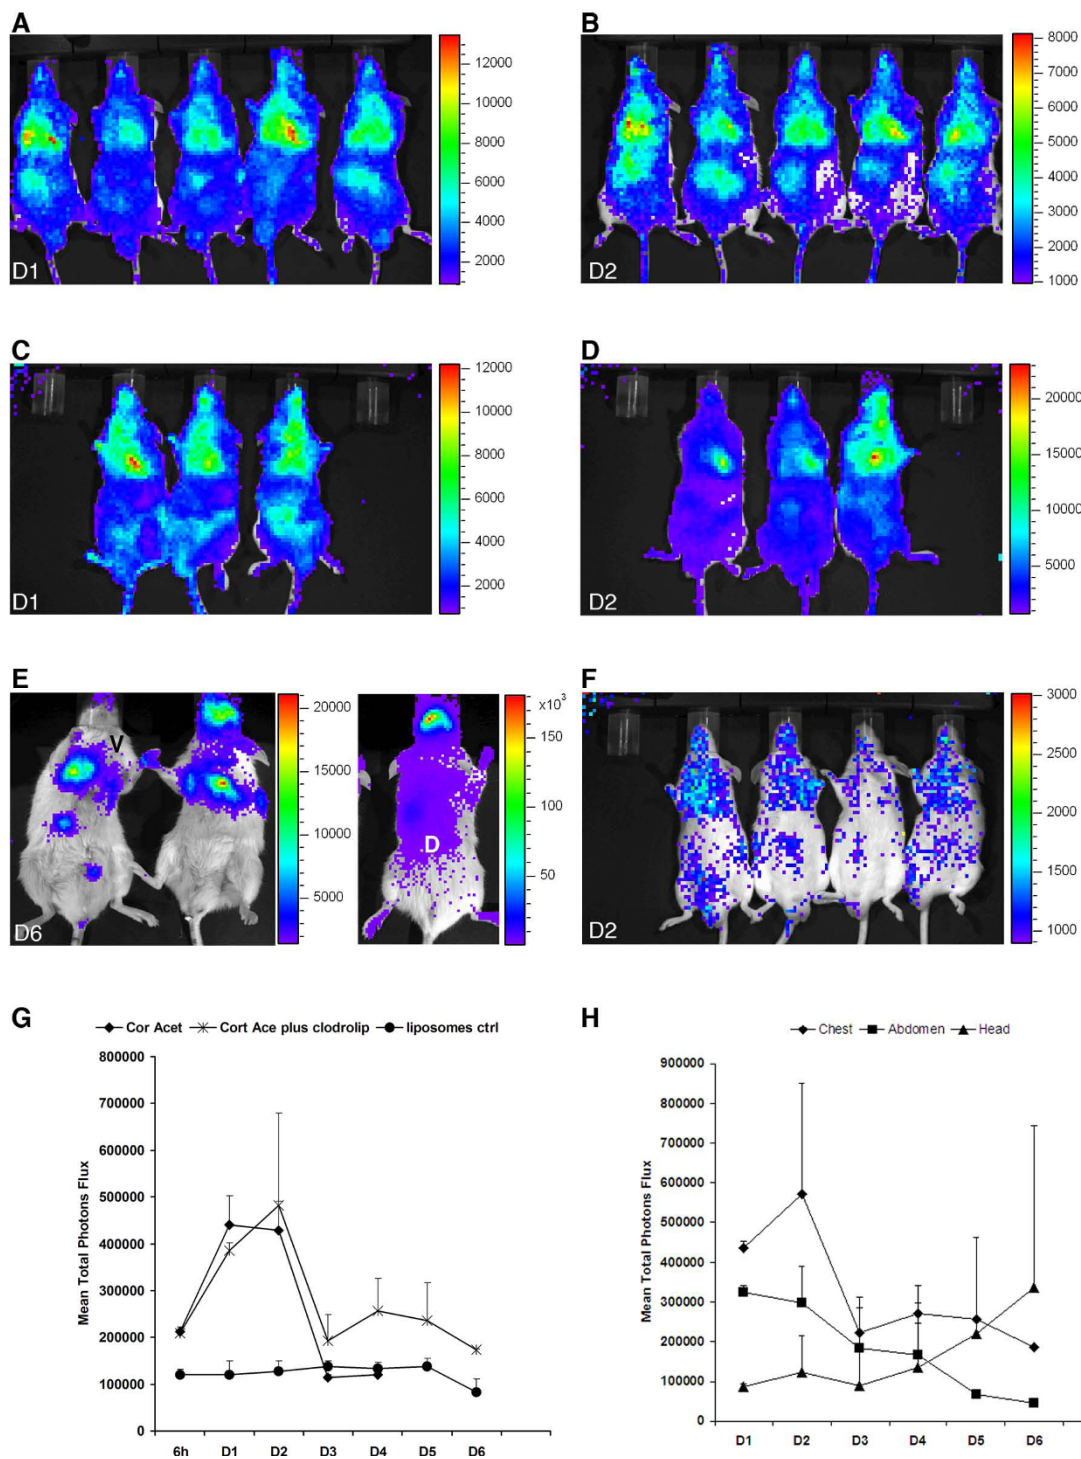 A
B
12000
10000
8000
6000
4000
2000
D1
8000
7000
6000
5000
4000
3000
2000
1000
D2
C
D
12000
10000
8000
6000
4000
2000
D1
20000
15000
10000
5000
D2
E
F
V
D6
20000
15000
10000
5000
D
×10³
150
100
50
D2
3000
2500
2000
1500
1000
G
Cor Acet Cort Ace plus clodrolip liposomes ctrl
Mean Total Photons Flux
800000
700000
600000
500000
400000
300000
200000
100000
0
6h D1 D2 D3 D4 D5 D6
H
Chest Abdomen Head
Mean Total Photons Flux
900000
800000
700000
600000
500000
400000
300000
200000
100000
0
D1 D2 D3 D4 D5 D6